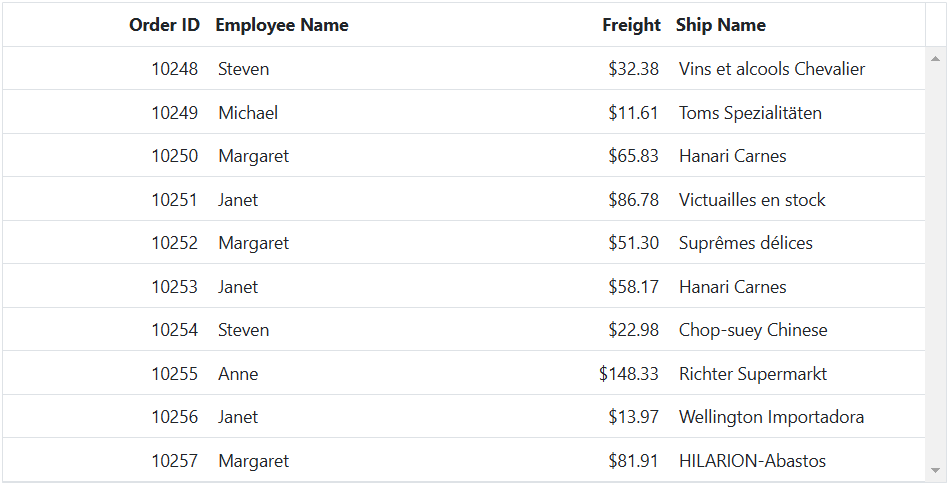 Order ID Employee Name Freight Ship Name
10248 Steven $32.38 Vins et alcools Chevalier
10249 Michael $11.61 Toms Spezialitäten
10250 Margaret $65.83 Hanari Carnes
10251 Janet $86.78 Victuailles en stock
10252 Margaret $51.30 Suprêmes délices
10253 Janet $58.17 Hanari Carnes
10254 Steven $22.98 Chop-suey Chinese
10255 Anne $148.33 Richter Supermarkt
10256 Janet $13.97 Wellington Importadora
10257 Margaret $81.91 HILARION-Abastos